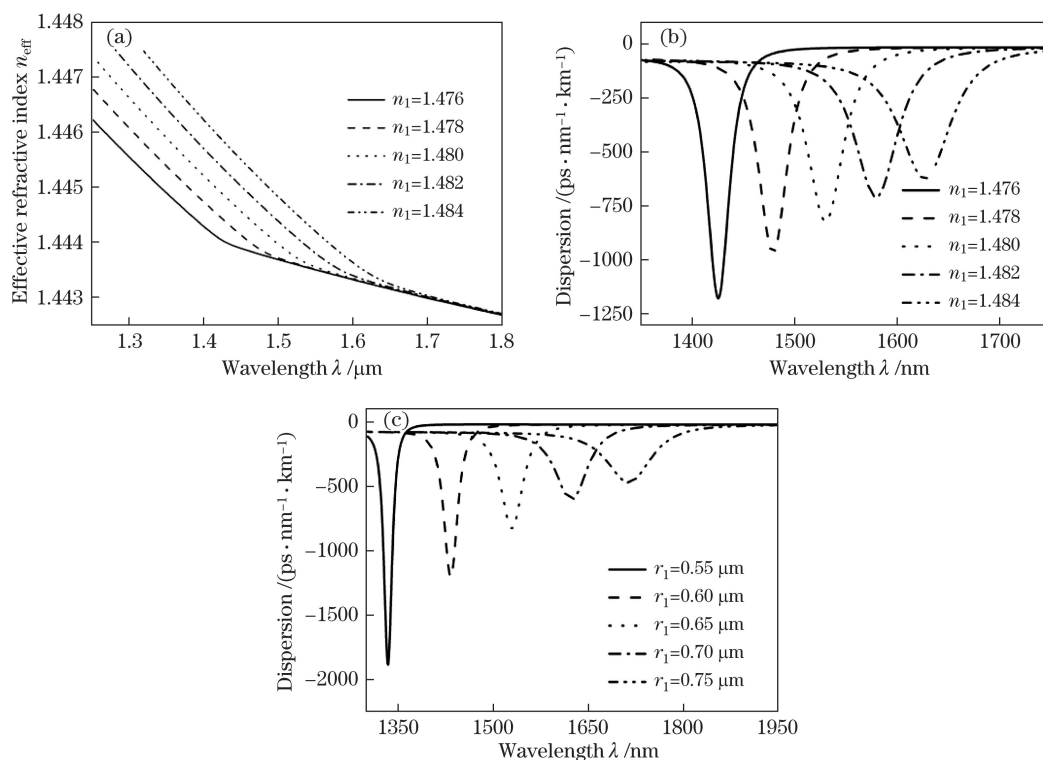 (a)
1.448
1.447
1.446
1.445
1.444
1.443
Effective refractive index neff
n1=1.476
n1=1.478
n1=1.480
n1=1.482
n1=1.484
1.3 1.4 1.5 1.6 1.7 1.8
Wavelength λ /μm
(b)
0
−250
−500
−750
−1000
−1250
Dispersion /(ps·nm−1·km−1)
n1=1.476
n1=1.478
n1=1.480
n1=1.482
n1=1.484
1400 1500 1600 1700
Wavelength λ /nm
(c)
0
−500
−1000
−1500
−2000
Dispersion /(ps·nm−1·km−1)
r1=0.55 μm
r1=0.60 μm
r1=0.65 μm
r1=0.70 μm
r1=0.75 μm
1350 1500 1650 1800 1950
Wavelength λ /nm